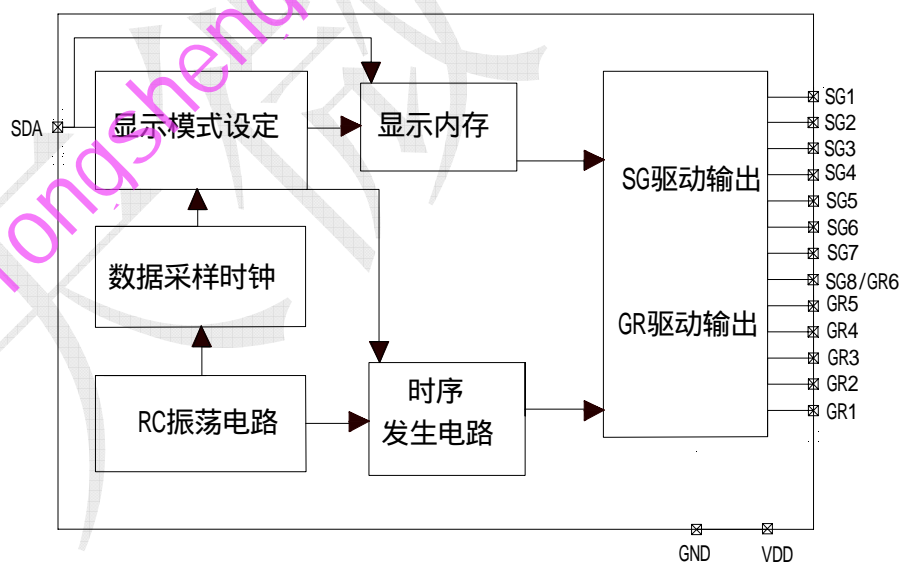 SDA
显示模式设定
显示内存
数据采样时钟
RC振荡电路
时序
发生电路
SG驱动输出
GR驱动输出
SG1
SG2
SG3
SG4
SG5
SG6
SG7
SG8/GR6
GR5
GR4
GR3
GR2
GR1
GND
VDD